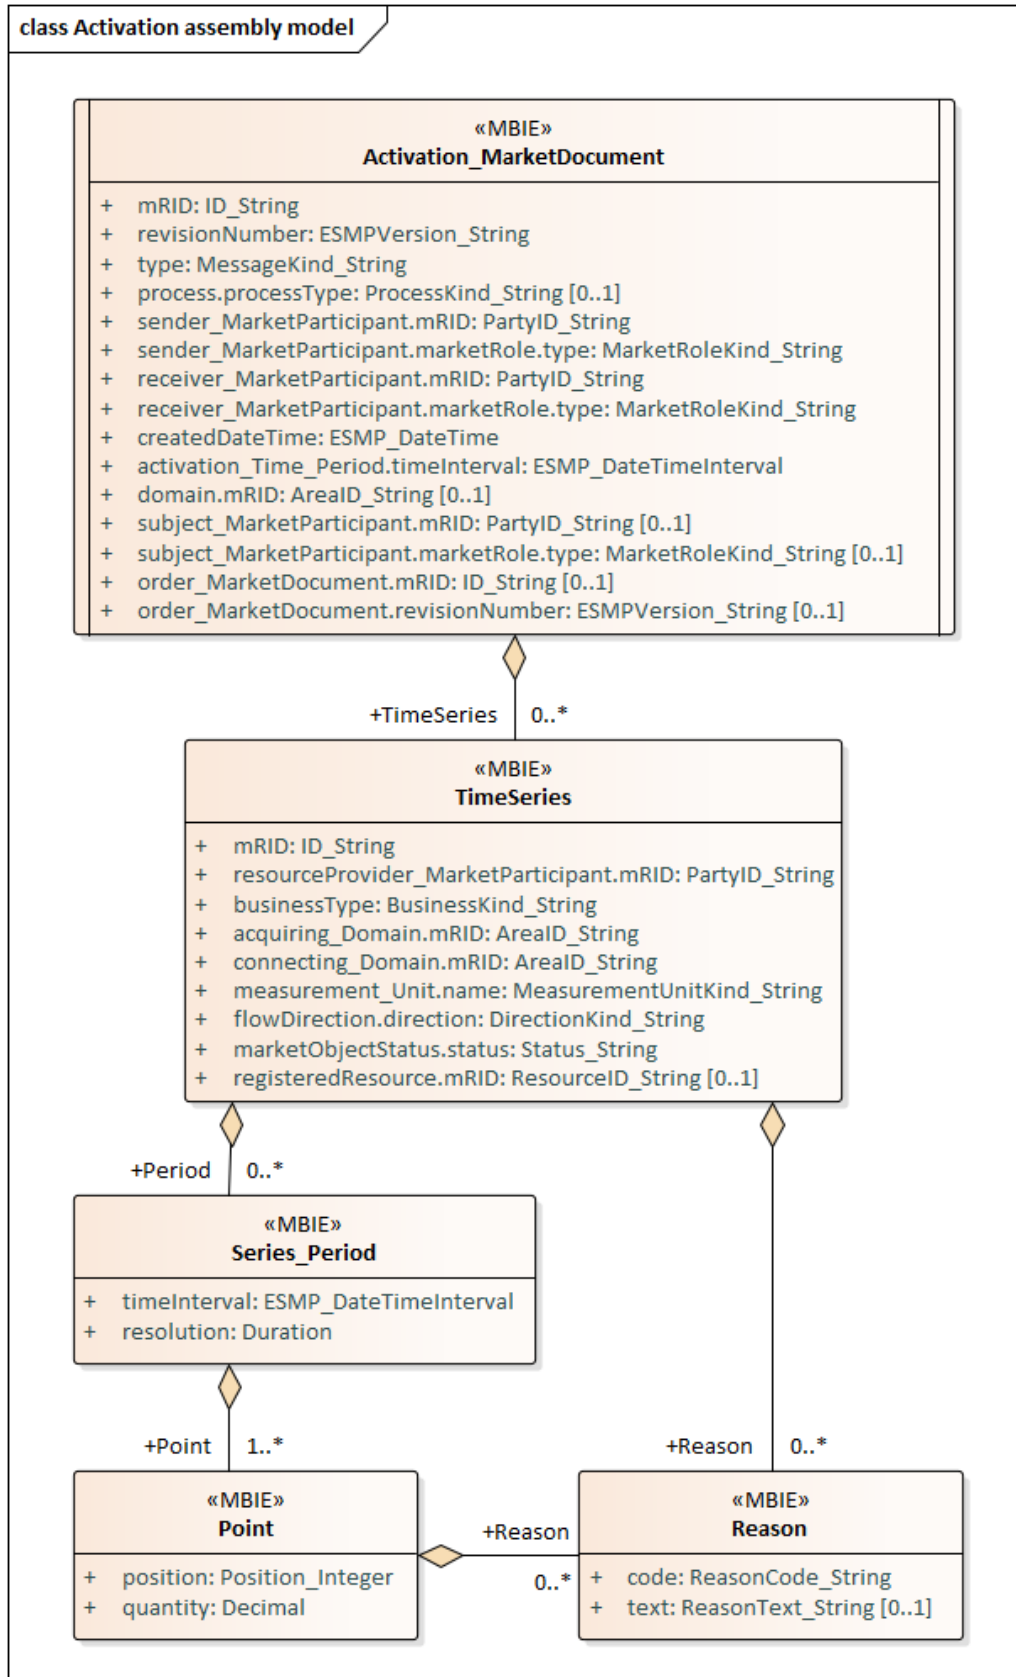 class Activation assembly model
«MBIE»
Activation_MarketDocument
+ mRID: ID_String
+ revisionNumber: ESMPVersion_String
+ type: MessageKind_String
+ process.processType: ProcessKind_String [0..1]
+ sender_MarketParticipant.mRID: PartyID_String
+ sender_MarketParticipant.marketRole.type: MarketRoleKind_String
+ receiver_MarketParticipant.mRID: PartyID_String
+ receiver_MarketParticipant.marketRole.type: MarketRoleKind_String
+ createdDateTime: ESMP_DateTime
+ activation_Time_Period.timeInterval: ESMP_DateTimeInterval
+ domain.mRID: AreaID_String [0..1]
+ subject_MarketParticipant.mRID: PartyID_String [0..1]
+ subject_MarketParticipant.marketRole.type: MarketRoleKind_String [0..1]
+ order_MarketDocument.mRID: ID_String [0..1]
+ order_MarketDocument.revisionNumber: ESMPVersion_String [0..1]
+TimeSeries 0..*
«MBIE»
TimeSeries
+ mRID: ID_String
+ resourceProvider_MarketParticipant.mRID: PartyID_String
+ businessType: BusinessKind_String
+ acquiring_Domain.mRID: AreaID_String
+ connecting_Domain.mRID: AreaID_String
+ measurement_Unit.name: MeasurementUnitKind_String
+ flowDirection.direction: DirectionKind_String
+ marketObjectStatus.status: Status_String
+ registeredResource.mRID: ResourceID_String [0..1]
+Period 0..*
«MBIE»
Series_Period
+ timeInterval: ESMP_DateTimeInterval
+ resolution: Duration
+Point 1..*
+Reason 0..*
«MBIE»
Point
+ position: Position_Integer
+ quantity: Decimal
+Reason
0..*
«MBIE»
Reason
+ code: ReasonCode_String
+ text: ReasonText_String [0..1]